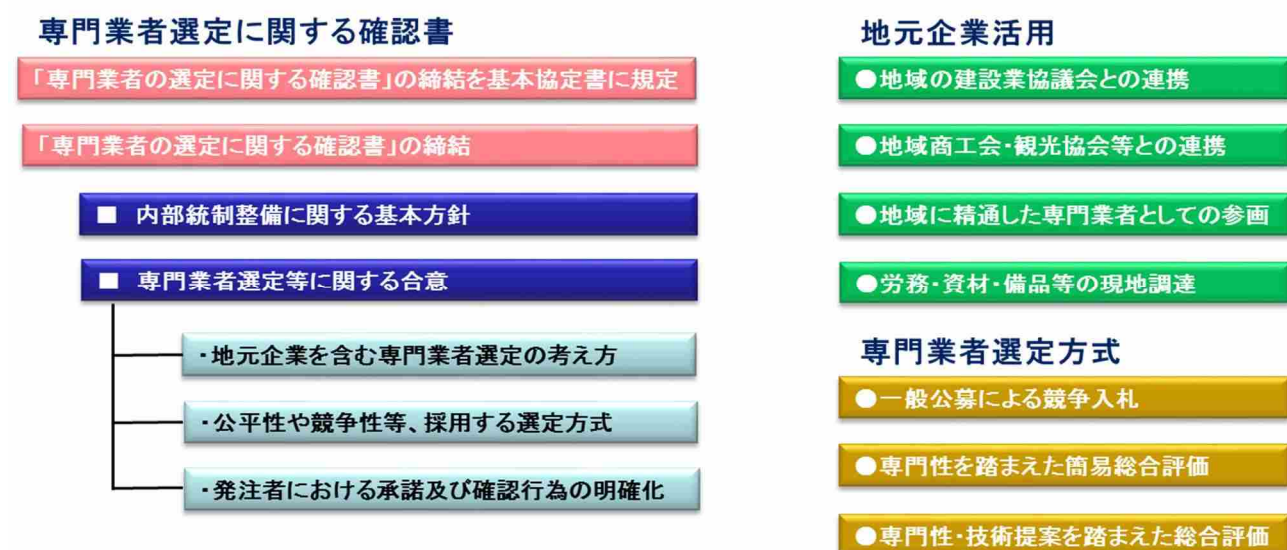 専門業者選定に関する確認書
「専門業者の選定に関する確認書」の締結を基本協定書に規定
「専門業者の選定に関する確認書」の締結
■ 内部統制整備に関する基本方針
■ 専門業者選定等に関する合意
・地元企業を含む専門業者選定の考え方
・公平性や競争性等、採用する選定方式
・発注者における承諾及び確認行為の明確化
地元企業活用
●地域の建設業協議会との連携
●地域商工会・観光協会等との連携
●地域に精通した専門業者としての参画
●労務・資材・備品等の現地調達
専門業者選定方式
●一般公募による競争入札
●専門性を踏まえた簡易総合評価
●専門性・技術提案を踏まえた総合評価